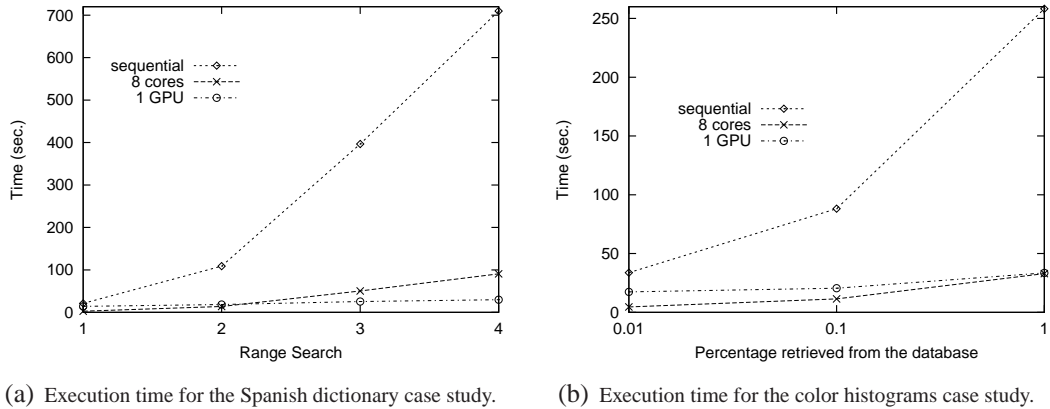 700
600
500
400
300
200
100
0
Time (sec.)
sequential
8 cores
1 GPU
1 2 3 4
Range Search
(a) Execution time for the Spanish dictionary case study.
250
200
150
100
50
0
Time (sec.)
sequential
8 cores
1 GPU
0.01 0.1 1
Percentage retrieved from the database
(b) Execution time for the color histograms case study.